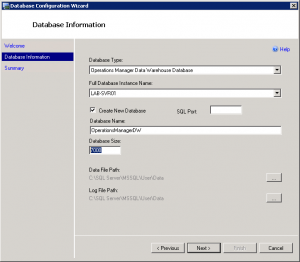 Database Configuration Wizard
Database Information
Welcome
Database Information
Summary
Help
Database Type:
Operations Manager Data Warehouse Database
Full Database Instance Name:
LAB-SVR01
Create New Database
SQL Port:
Database Name:
OperationsManagerDW
Database Size:
Data File Path:
C:\SQL Server\MSSQL\User\Data
...
Log File Path:
C:\SQL Server\MSSQL\User\Data
...
< Previous
Next >
Finish
Cancel